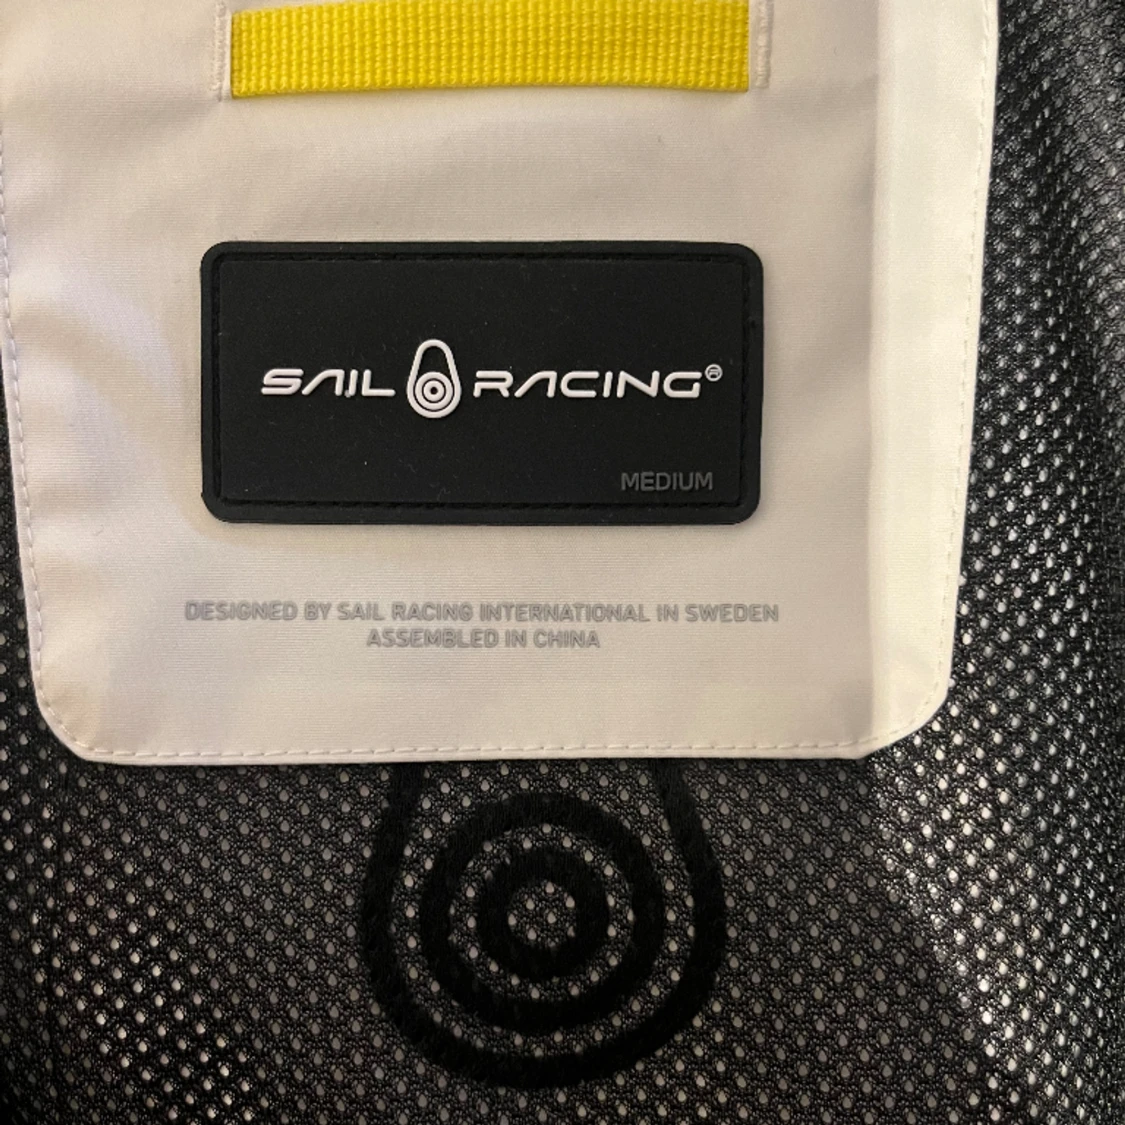 SAIL RACING®
MEDIUM
DESIGNED BY SAIL RACING INTERNATIONAL IN SWEDEN
ASSEMBLED IN CHINA